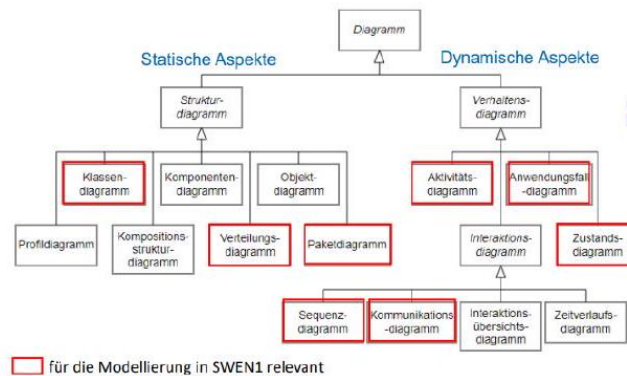 Diagramm
Statische Aspekte
Dynamische Aspekte
Struktur-
diagramm
Verhaltens-
diagramm
Klassen-
diagramm
Komponenten-
diagramm
Objekt-
diagramm
Aktivitäts-
diagramm
Anwendungsfall
-diagramm
Profildiagramm
Kompositions-
struktur-
diagramm
Verteilungs-
diagramm
Paketdiagramm
Interaktions-
diagramm
Zustands-
diagramm
Sequenz-
diagramm
Kommunikations
-diagramm
Interaktions-
übersichts-
diagramm
Zeitverlaufs-
diagramm
für die Modellierung in SWEN1 relevant